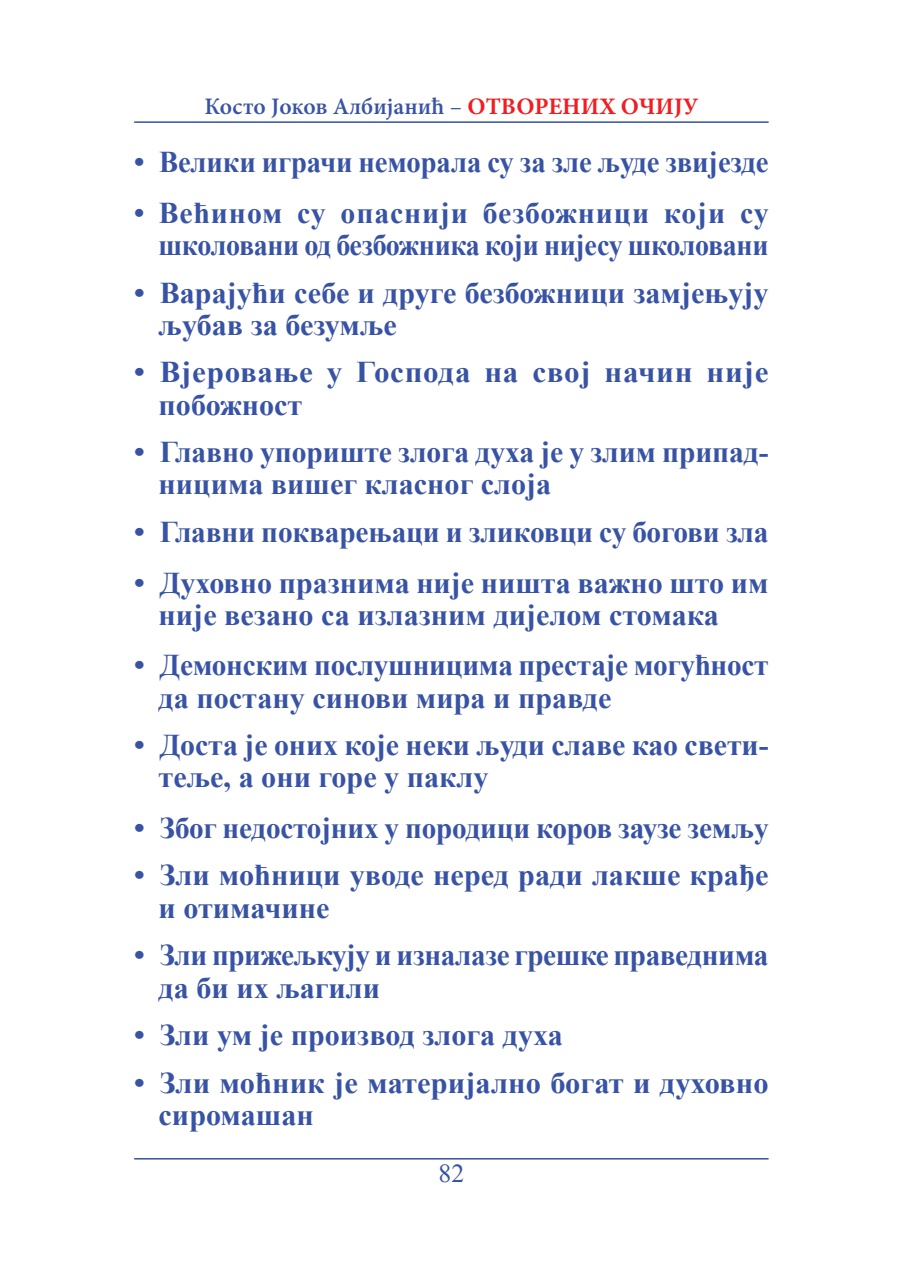 Косто Јоков Албијанић – ОТВОРЕНИХ ОЧИЈУ
• Велики играчи неморала су за зле људе звијезде
• Већином су опаснији безбожници који су
школовани од безбожника који нијесу школовани
• Варајући себе и друге безбожници замјењују
љубав за безумље
• Вјеровање у Господа на свој начин није
побожност
• Главно упориште злога духа је у злим припад-
ницима вишег класног слоја
• Главни покварењаци и зликовци су богови зла
• Духовно празнима није ништа важно што им
није везано са излазним дијелом стомака
• Демонским послушницима престаје могућност
да постану синови мира и правде
• Доста је оних које неки људи славе као свети-
теље, а они горе у паклу
• Због недостојних у породици коров заузе земљу
• Зли моћници уводе неред ради лакше крађе
и отимачине
• Зли прижељкују и изналазе грешке праведнима
да би их љагили
• Зли ум је производ злога духа
• Зли моћник је материјално богат и духовно
сиромашан
82